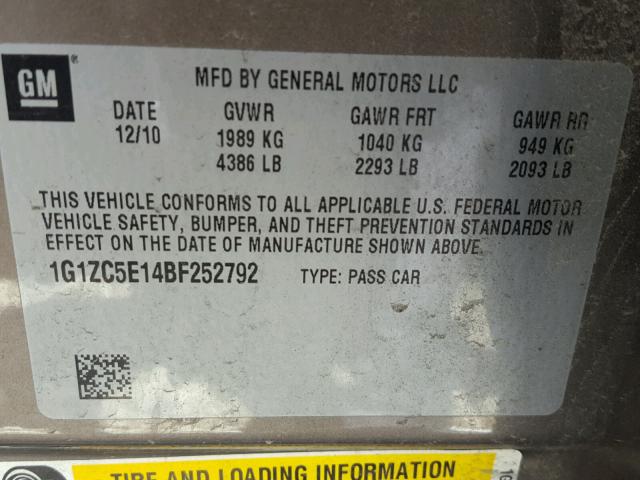 GM
®
MFD BY GENERAL MOTORS LLC
DATE GVWR GAWR FRT GAWR RR
12/10 1989 KG 1040 KG 949 KG
4386 LB 2293 LB 2093 LB
THIS VEHICLE CONFORMS TO ALL APPLICABLE U.S. FEDERAL MOTOR
VEHICLE SAFETY, BUMPER, AND THEFT PREVENTION STANDARDS
IN EFFECT ON THE DATE OF MANUFACTURE SHOWN ABOVE.
1G1ZC5E14BF252792 TYPE: PASS CAR
TIRE AND LOADING INFORMATION